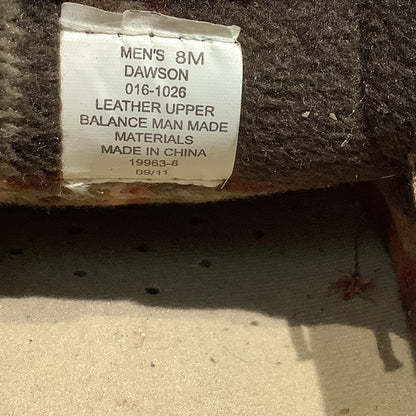 MEN'S 8M
DAWSON
016-1026
LEATHER UPPER
BALANCE MAN MADE
MATERIALS
MADE IN CHINA
19963-8
09/11